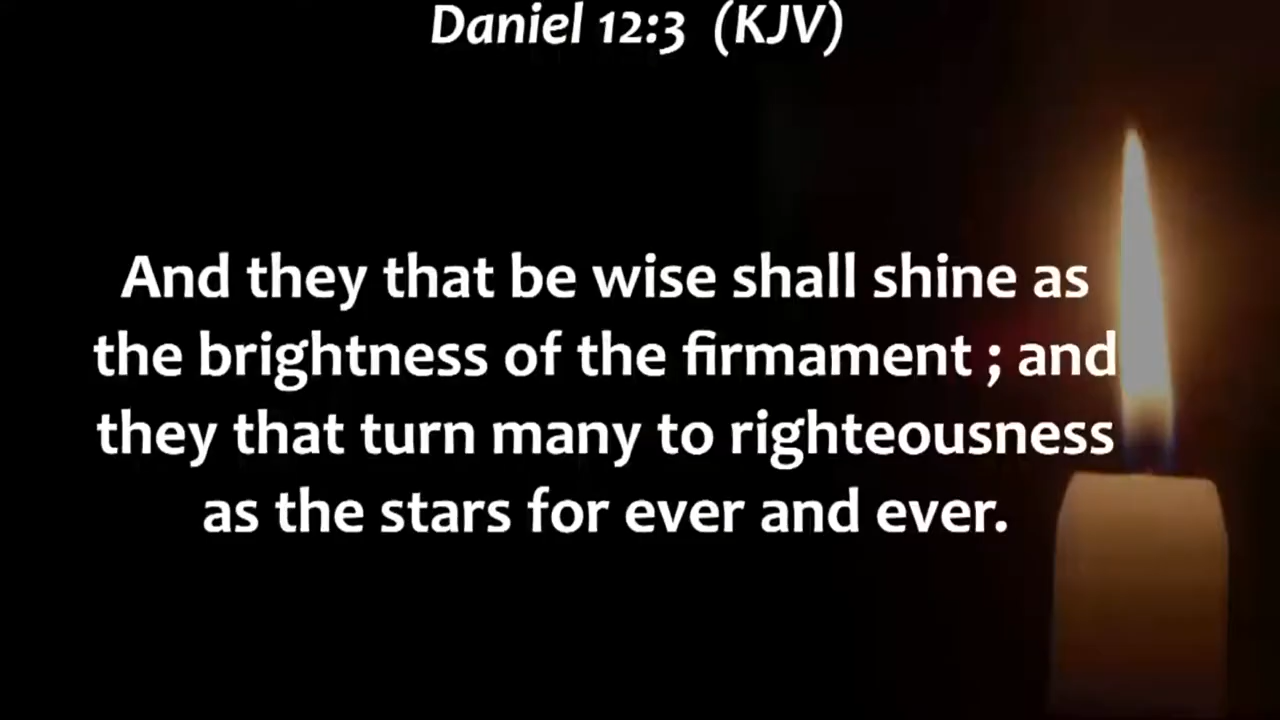 Daniel 12:3 (KJV)
And they that be wise shall shine as
the brightness of the firmament ; and
they that turn many to righteousness
as the stars for ever and ever.